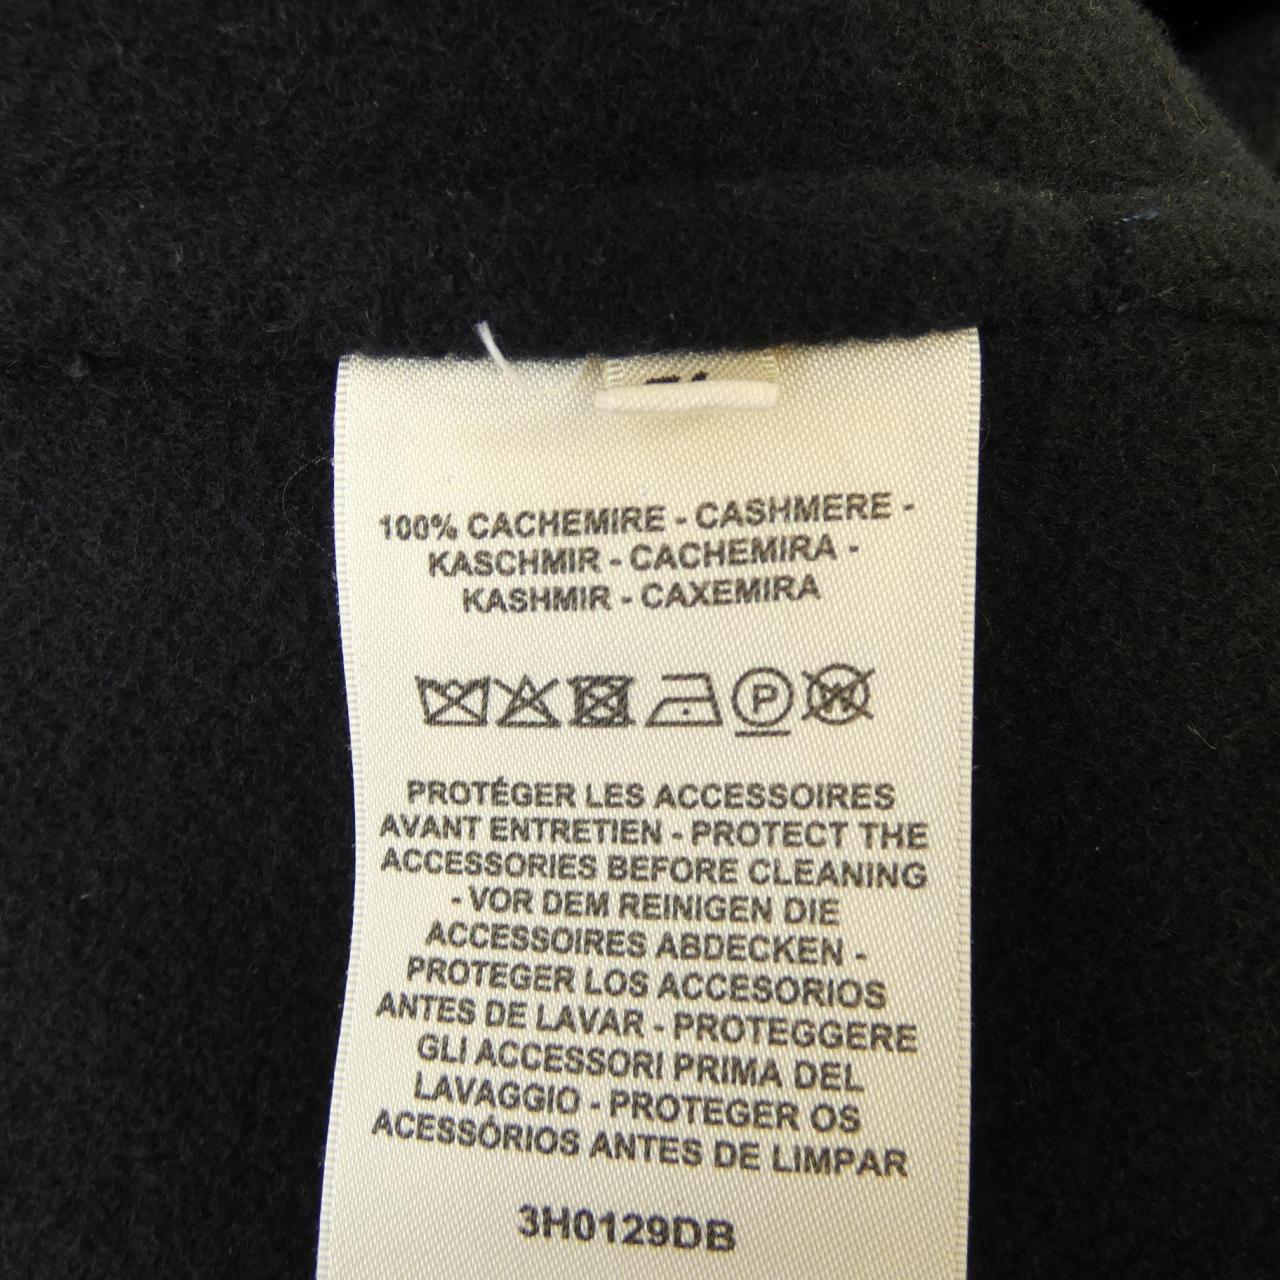 100% CACHEMIRE - CASHMERE -
KASCHMIR - CACHEMIRA -
KASHMIR - CAXEMIRA
P
W
PROTÉGER LES ACCESSOIRES
AVANT ENTRETIEN - PROTECT THE
ACCESSORIES BEFORE CLEANING
- VOR DEM REINIGEN DIE
ACCESSOIRES ABDECKEN -
PROTEGER LOS ACCESORIOS
ANTES DE LAVAR - PROTEGGERE
GLI ACCESSORI PRIMA DEL
LAVAGGIO - PROTEGER OS
ACESSÓRIOS ANTES DE LIMPAR
3H0129DB